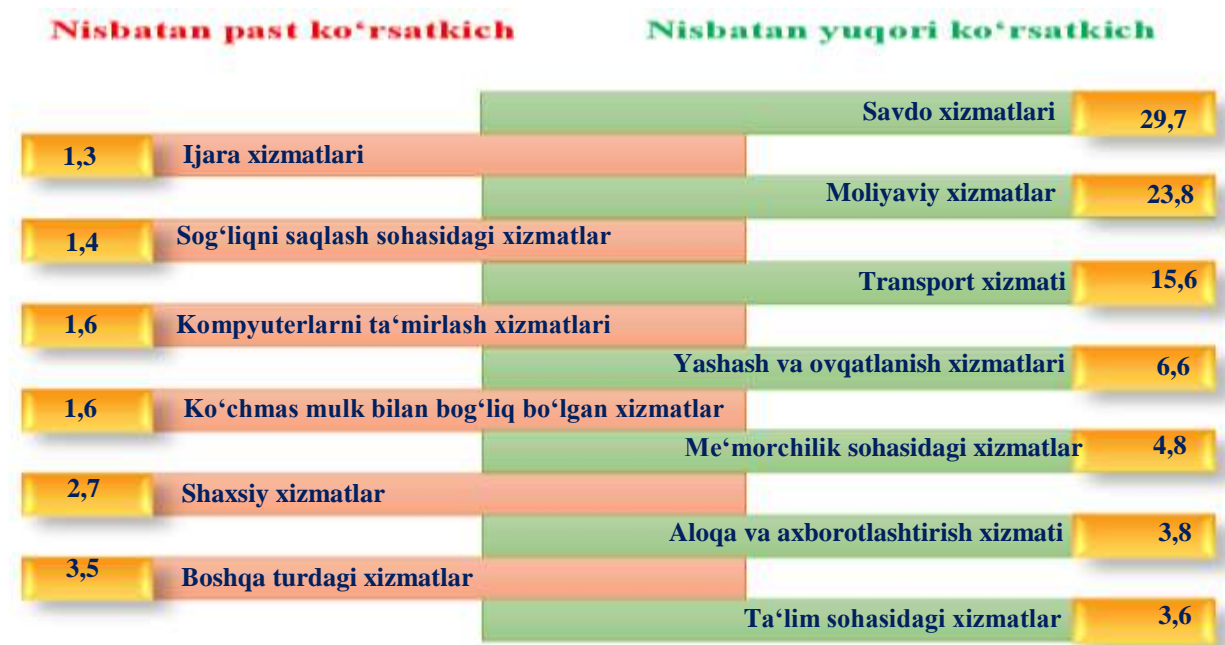 Nisbatan past ko‘rsatkich
Nisbatan yuqori ko‘rsatkich
Savdo xizmatlari 29,7
1,3 Ijara xizmatlari
Moliyaviy xizmatlar 23,8
1,4 Sog‘liqni saqlash sohasidagi xizmatlar
Transport xizmati 15,6
1,6 Kompyuterlarni ta‘mirlash xizmatlari
Yashash va ovqatlanish xizmatlari 6,6
1,6 Ko‘chmas mulk bilan bog‘liq bo‘lgan xizmatlar
Me‘morchilik sohasidagi xizmatlar 4,8
2,7 Shaxsiy xizmatlar
Aloqa va axborotlashtirish xizmati 3,8
3,5 Boshqa turdagi xizmatlar
Ta‘lim sohasidagi xizmatlar 3,6